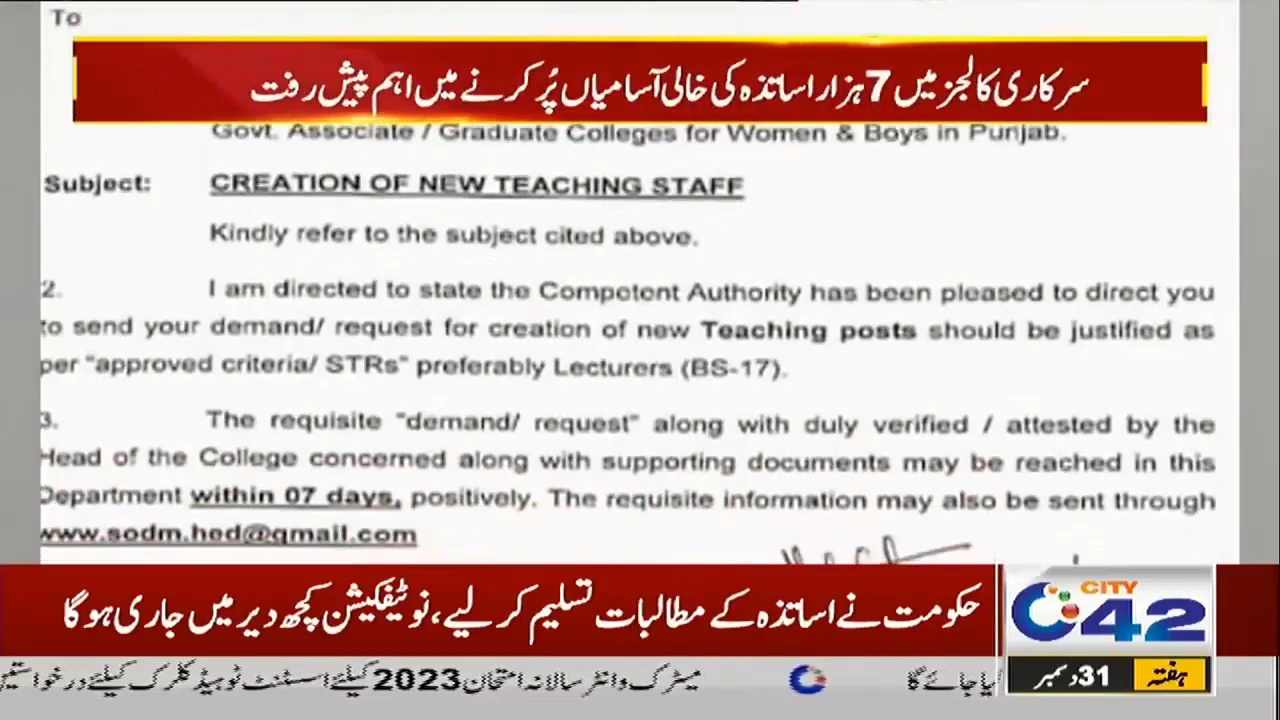 To
سرکاری کالجز میں 7 ہزار اساتذہ کی خالی آسامیاں پُر کرنے میں اہم پیش رفت
Govt. Associate / Graduate Colleges for Women & Boys in Punjab.
Subject: CREATION OF NEW TEACHING STAFF
Kindly refer to the subject cited above.
2. I am directed to state the Competent Authority has been pleased to direct you
to send your demand/ request for creation of new Teaching posts should be justified as
per "approved criteria/ STRs" preferably Lecturers (BS-17).
3. The requisite "demand/ request" along with duly verified / attested by the
Head of the College concerned along with supporting documents may be reached in this
Department within 07 days, positively. The requisite information may also be sent through
www.sodm.hed@gmail.com
حکومت نے اساتذہ کے مطالبات تسلیم کر لیے، نوٹیفکیشن کچھ دیر میں جاری ہوگا
CITY
42
ہفتہ 31 دسمبر
کیا جائے گا
میٹرک و انٹر سالانہ امتحان 2023 کیلئے اسسٹنٹ ٹو ہیڈ کلرک کیلئے درخواستیں